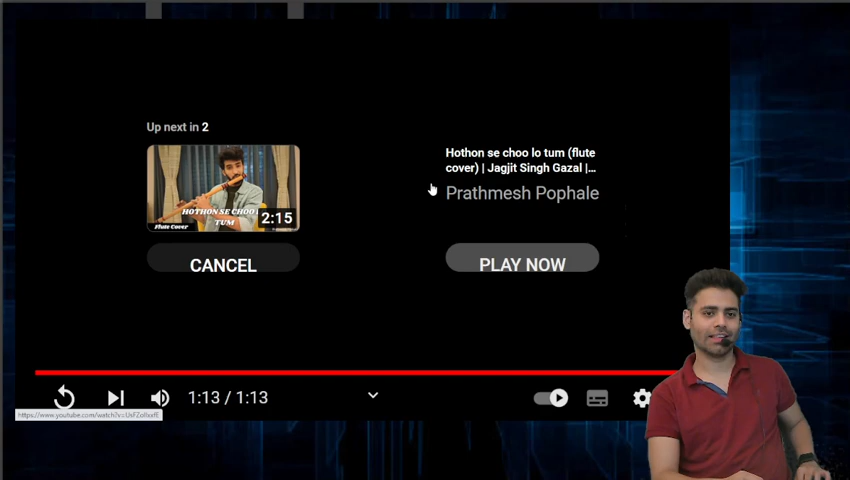 Up next in 2
HOTHON SE CHOO
TUM
Flute Cover
2:15
Hothon se choo lo tum (flute
cover) | Jagjit Singh Gazal |...
Prathmesh Pophale
CANCEL
PLAY NOW
1:13 / 1:13